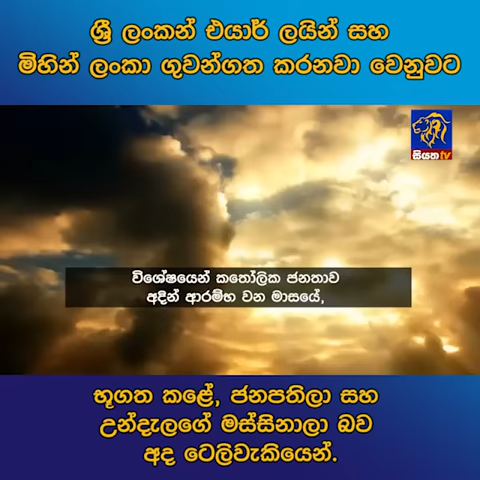 ශ්‍රී ලංකන් එයාර් ලයින් සහ
මිහින් ලංකා ගුවන්ගත කරනවා වෙනුවට
සියත tv
විශේෂයෙන් කතෝලික ජනතාව
අදින් ආරම්භ වන මාසයේ,
භූගත කළේ, ජනපතිලා සහ
උන්දැලගේ මස්සිනාලා බව
අද ටෙලිවැකියෙන්.